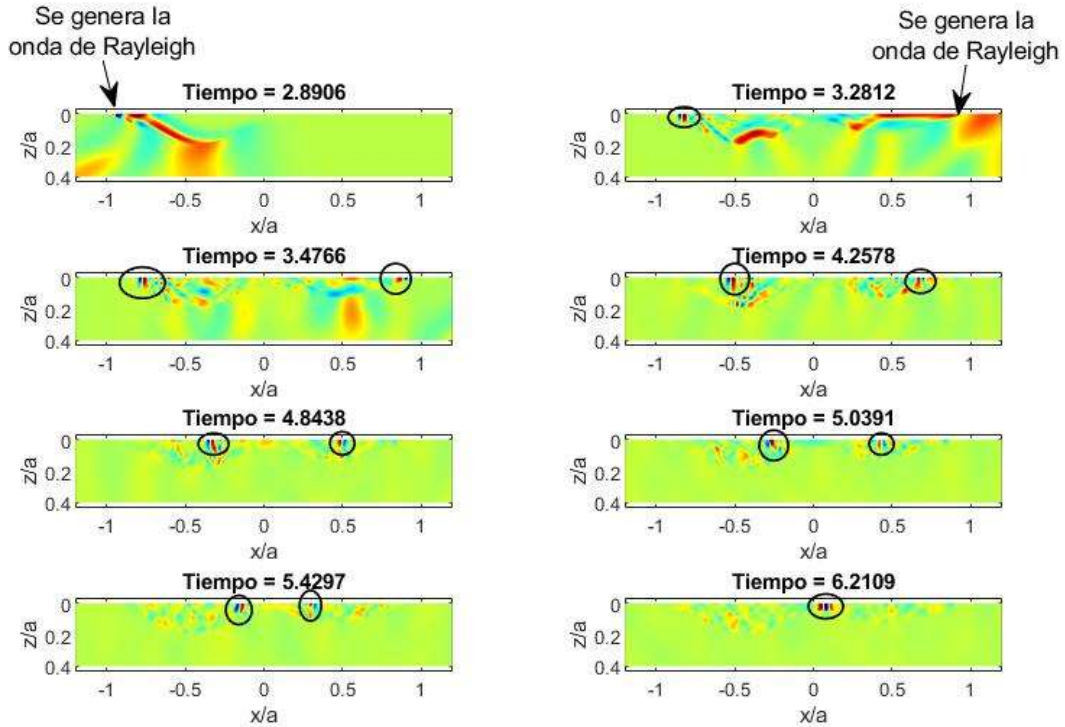 Se genera la
onda de Rayleigh
Se genera la
onda de Rayleigh
Tiempo = 2.8906
0
0.2
0.4
z/a
-1 -0.5 0 0.5 1
x/a
Tiempo = 3.2812
0
0.2
0.4
z/a
-1 -0.5 0 0.5 1
x/a
Tiempo = 3.4766
0
0.2
0.4
z/a
-1 -0.5 0 0.5 1
x/a
Tiempo = 4.2578
0
0.2
0.4
z/a
-1 -0.5 0 0.5 1
x/a
Tiempo = 4.8438
0
0.2
0.4
z/a
-1 -0.5 0 0.5 1
x/a
Tiempo = 5.0391
0
0.2
0.4
z/a
-1 -0.5 0 0.5 1
x/a
Tiempo = 5.4297
0
0.2
0.4
z/a
-1 -0.5 0 0.5 1
x/a
Tiempo = 6.2109
0
0.2
0.4
z/a
-1 -0.5 0 0.5 1
x/a